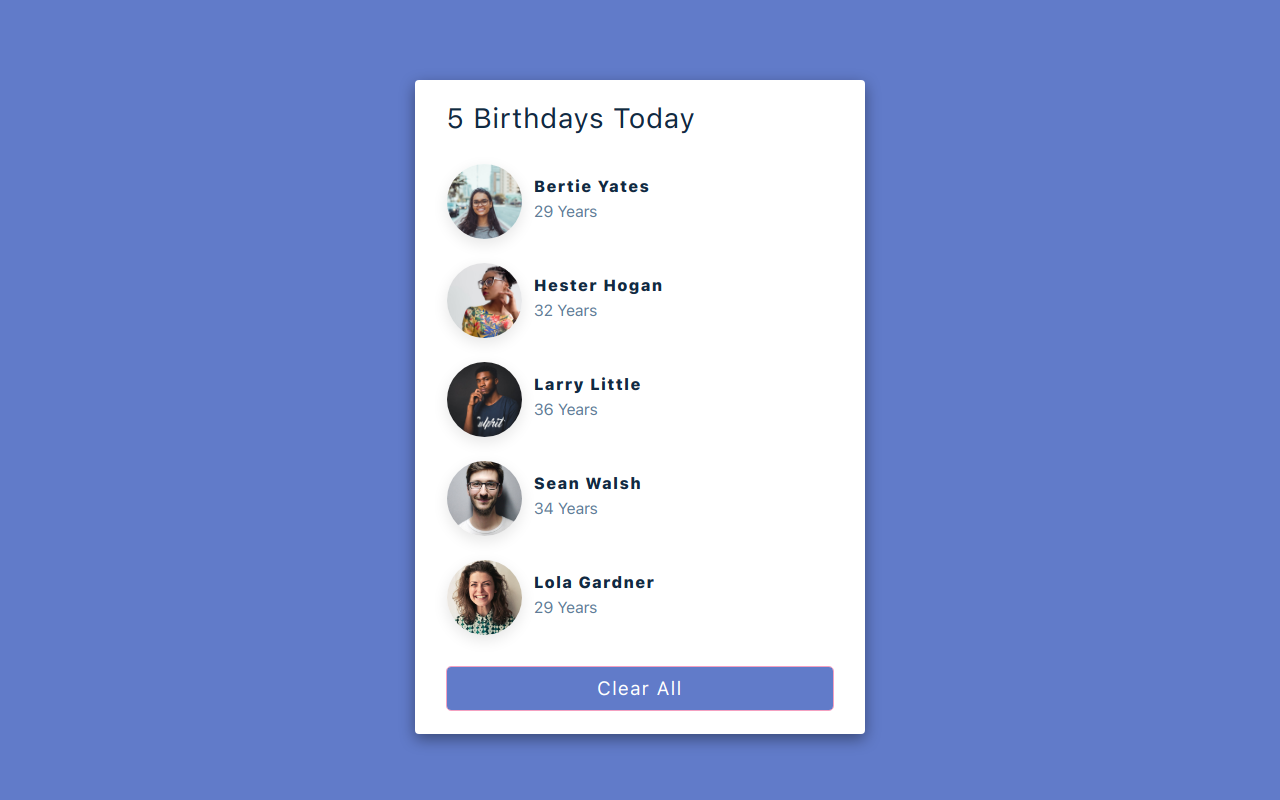 5 Birthdays Today
Bertie Yates
29 Years
Hester Hogan
32 Years
Larry Little
36 Years
Sean Walsh
34 Years
Lola Gardner
29 Years
Clear All